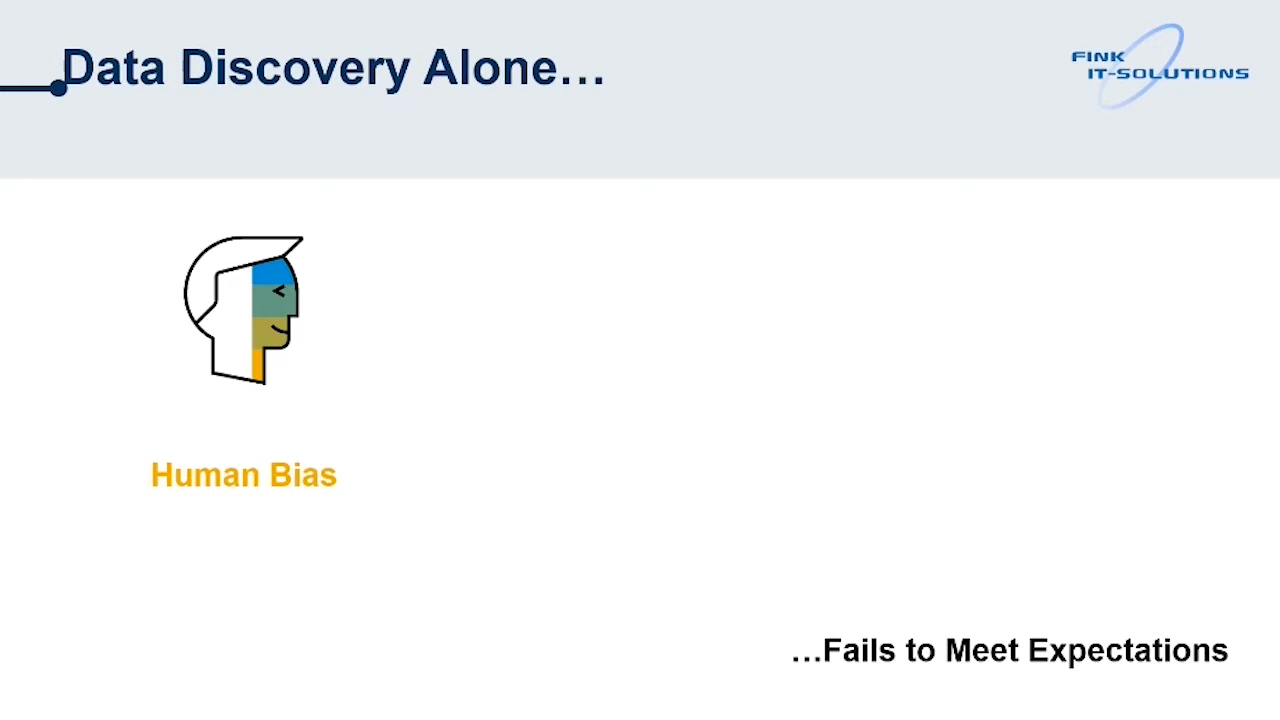 Data Discovery Alone…
FINK
IT-SOLUTIONS
Human Bias
…Fails to Meet Expectations